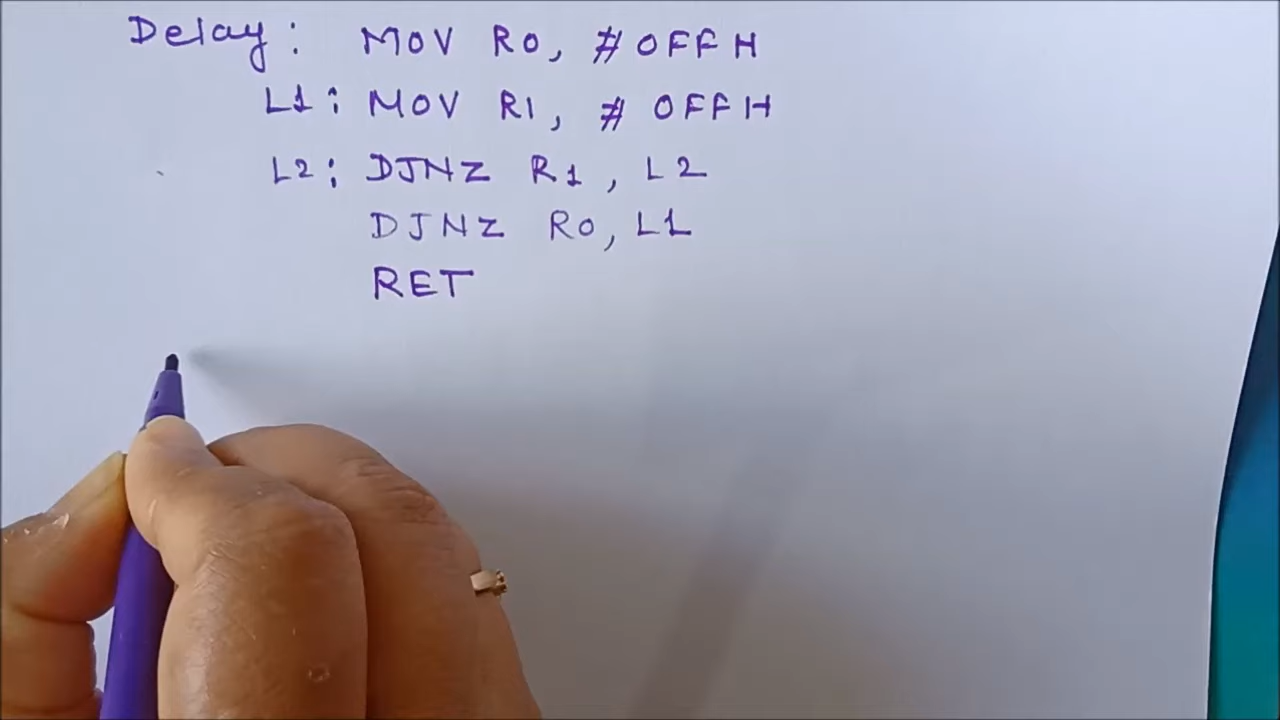 Delay: MOV R0, #0FFH
L1: MOV R1, #0FFH
L2: DJNZ R1, L2
DJNZ R0, L1
RET